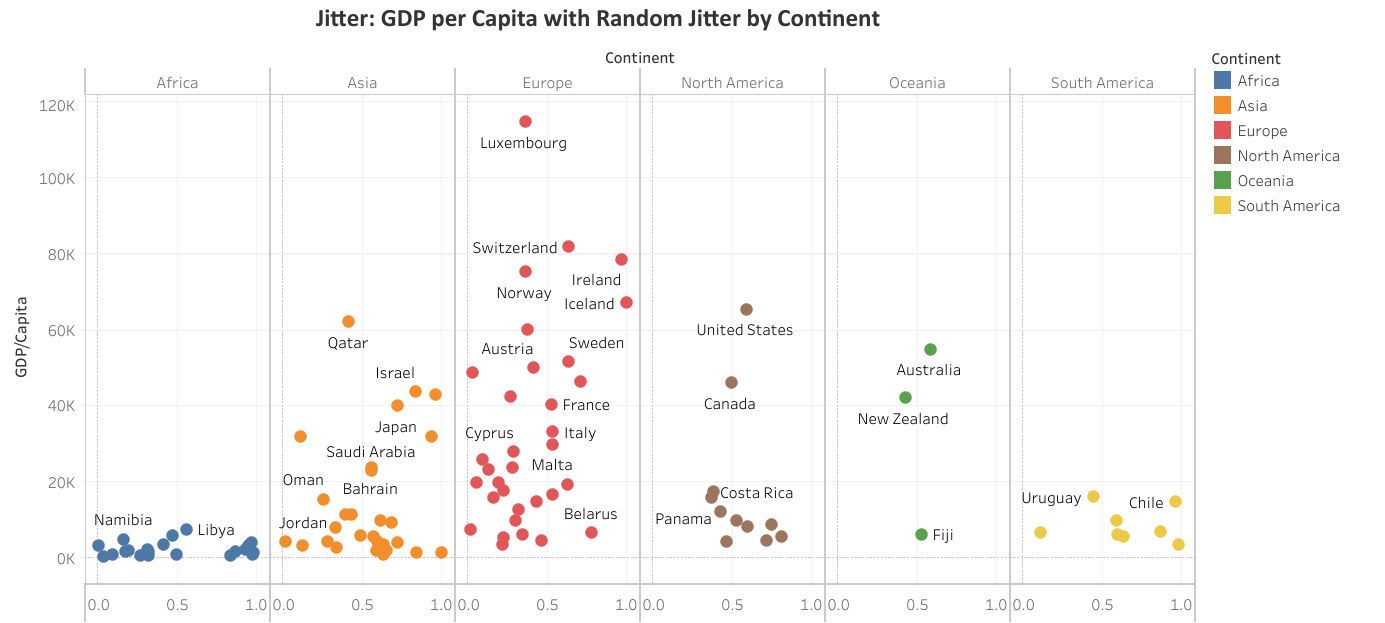 Jitter: GDP per Capita with Random Jitter by Continent
Continent
Africa
Asia
Europe
North America
Oceania
South America
GDP/Capita
120K
100K
80K
60K
40K
20K
0K
Namibia
Libya
Qatar
Israel
Japan
Saudi Arabia
Oman
Bahrain
Jordan
Luxembourg
Switzerland
Ireland
Norway
Iceland
Austria
Sweden
France
Cyprus
Italy
Malta
Belarus
United States
Canada
Costa Rica
Panama
Australia
New Zealand
Fiji
Uruguay
Chile
0.0 0.5 1.0
0.0 0.5 1.0
0.0 0.5 1.0
0.0 0.5 1.0
0.0 0.5 1.0
0.0 0.5 1.0
Continent
Africa
Asia
Europe
North America
Oceania
South America